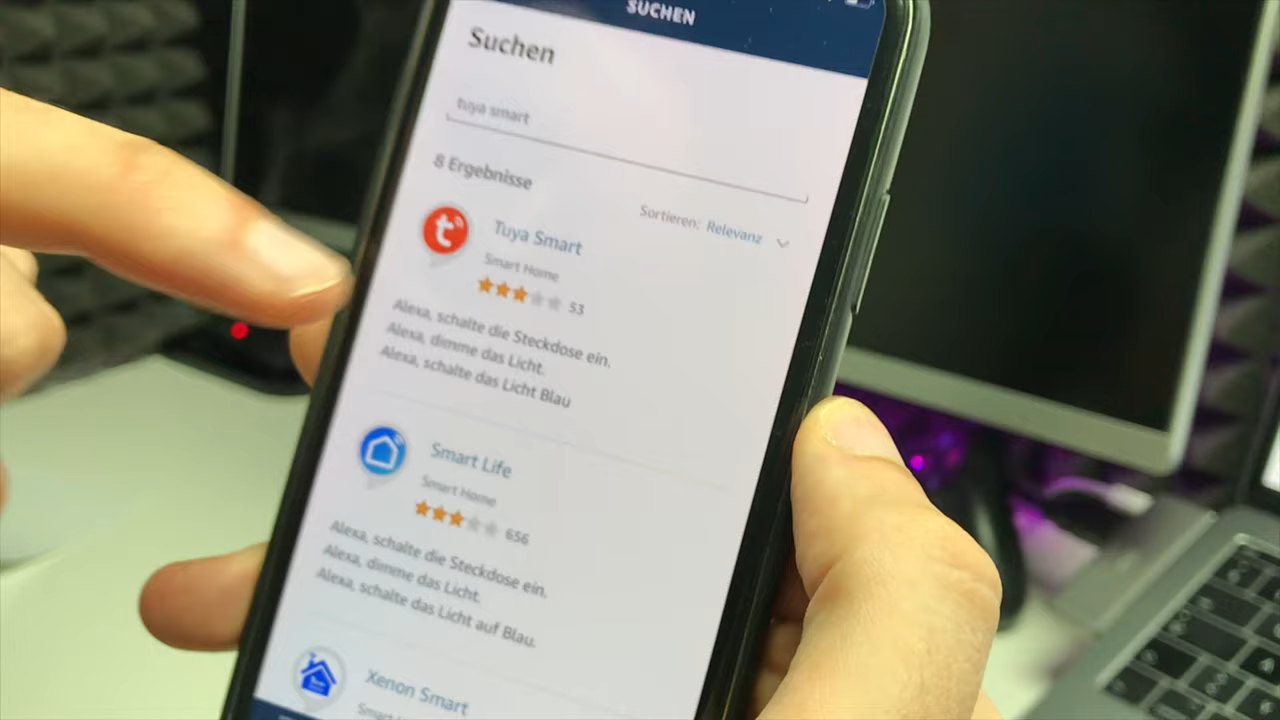 SUCHEN
Suchen
tuya smart
8 Ergebnisse
Sortieren: Relevanz
Tuya Smart
Smart Home
53
Alexa, schalte die Steckdose ein.
Alexa, dimme das Licht.
Alexa, schalte das Licht Blau
Smart Life
Smart Home
656
Alexa, schalte die Steckdose ein.
Alexa, dimme das Licht.
Alexa, schalte das Licht auf Blau.
Xenon Smart